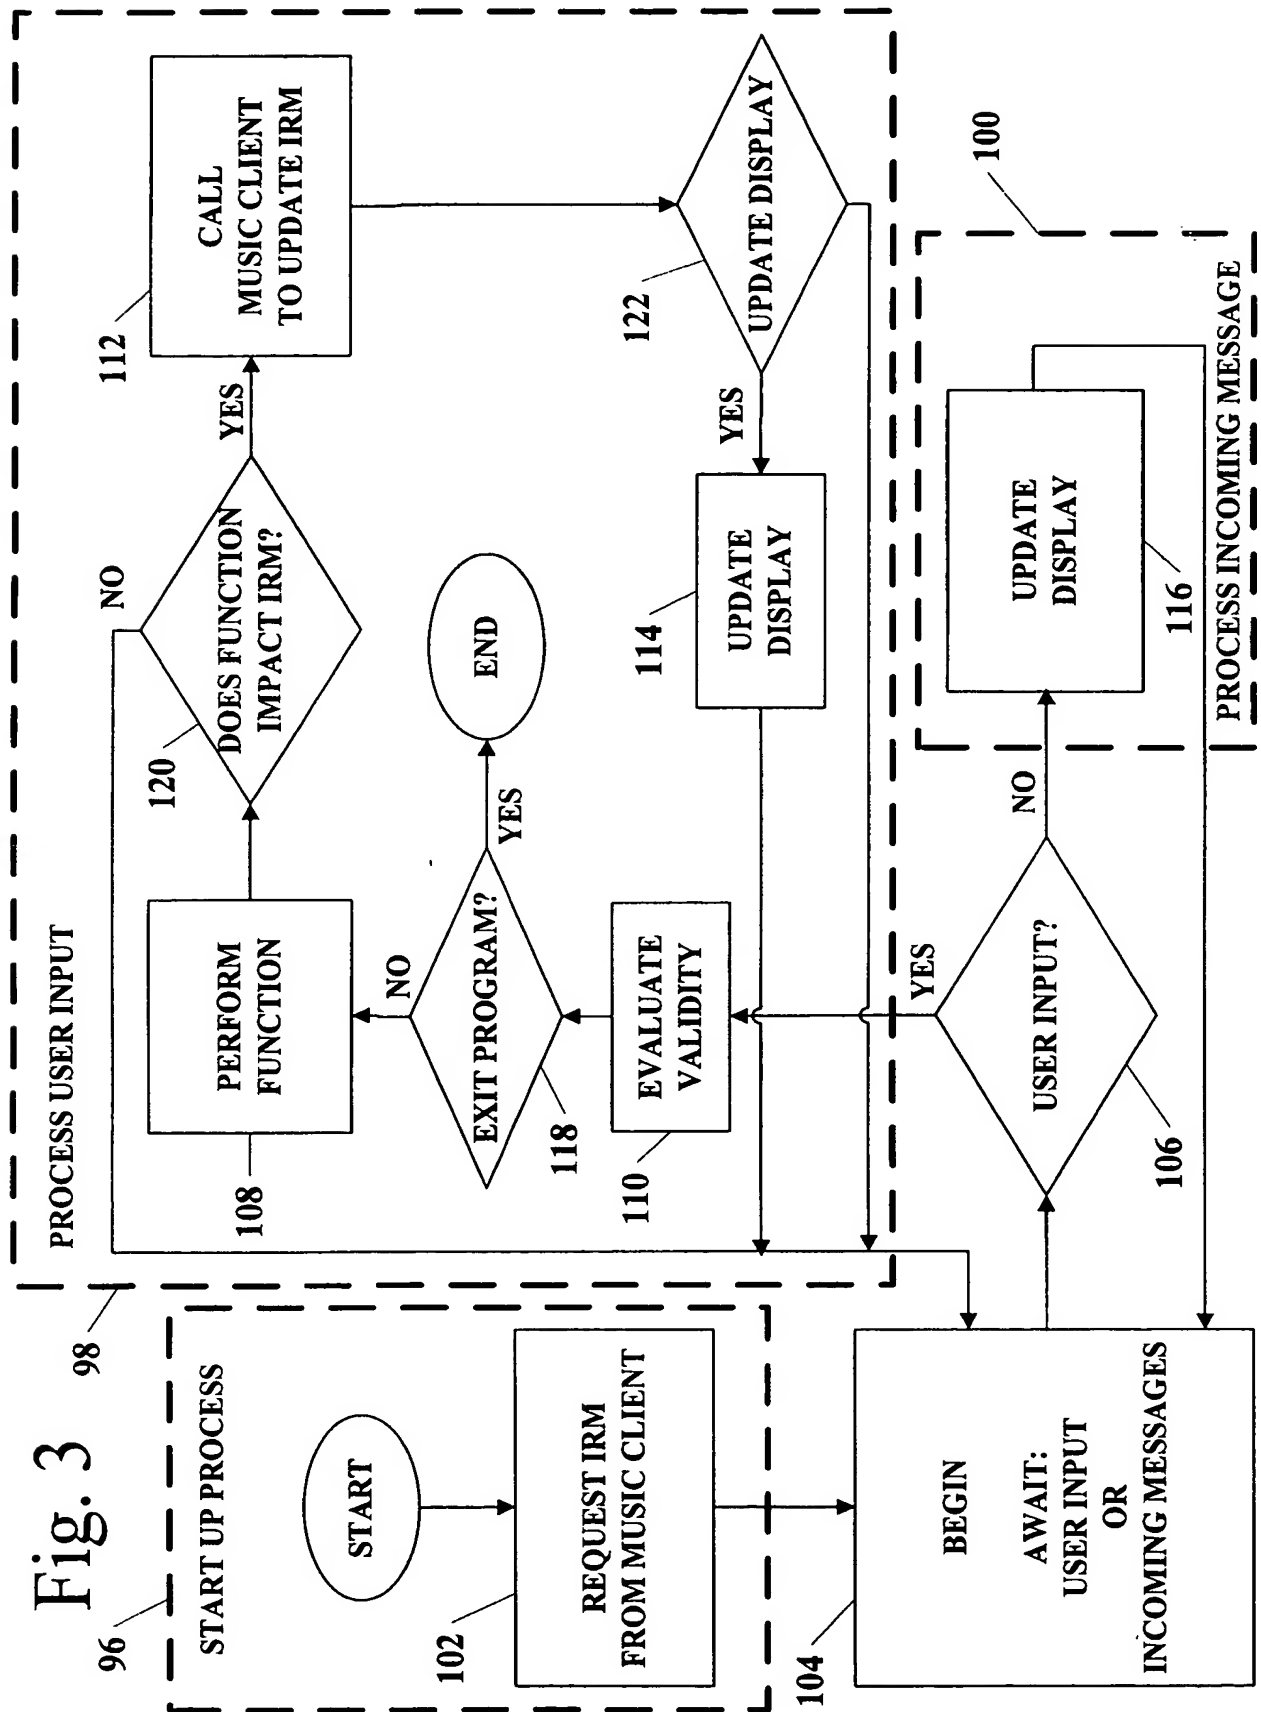 Fig. 3
96
START UP PROCESS
START
102
REQUEST IRM
FROM MUSIC CLIENT
104
BEGIN
AWAIT:
USER INPUT
OR
INCOMING MESSAGES
98
PROCESS USER INPUT
108
PERFORM
FUNCTION
NO
EXIT PROGRAM?
118
YES
END
110
EVALUATE
VALIDITY
120
DOES FUNCTION
IMPACT IRM?
NO
YES
112
CALL
MUSIC CLIENT
TO UPDATE IRM
122
UPDATE DISPLAY
YES
114
UPDATE
DISPLAY
YES
USER INPUT?
106
NO
100
UPDATE
DISPLAY
116
PROCESS INCOMING MESSAGE